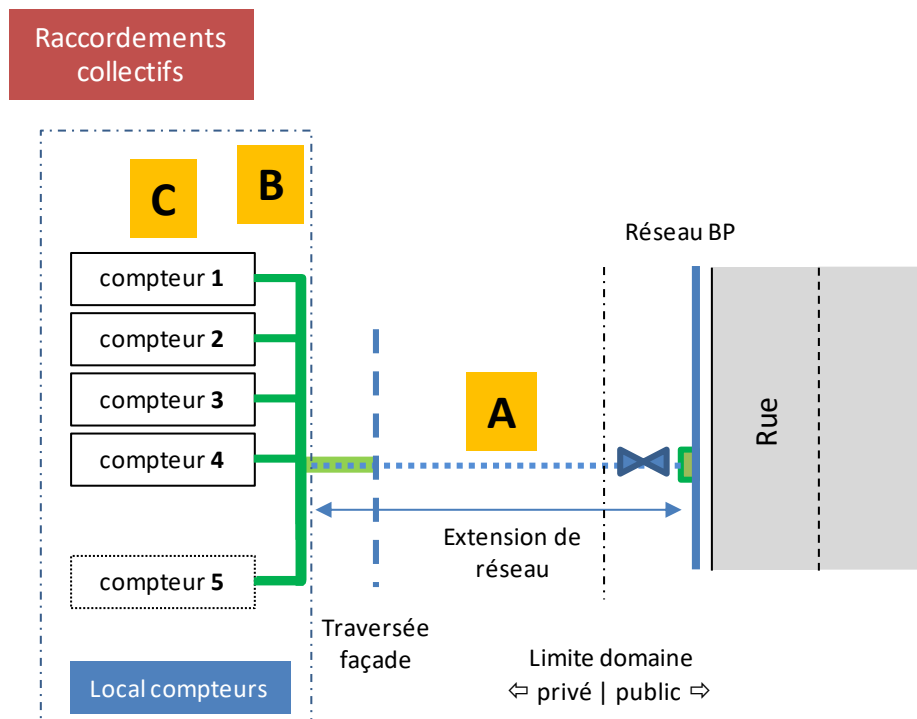 Raccordements
collectifs
C
B
Réseau BP
compteur 1
compteur 2
compteur 3
compteur 4
A
Rue
Extension de
réseau
compteur 5
Traversée
façade
Limite domaine
⇦ privé | public ⇨
Local compteurs